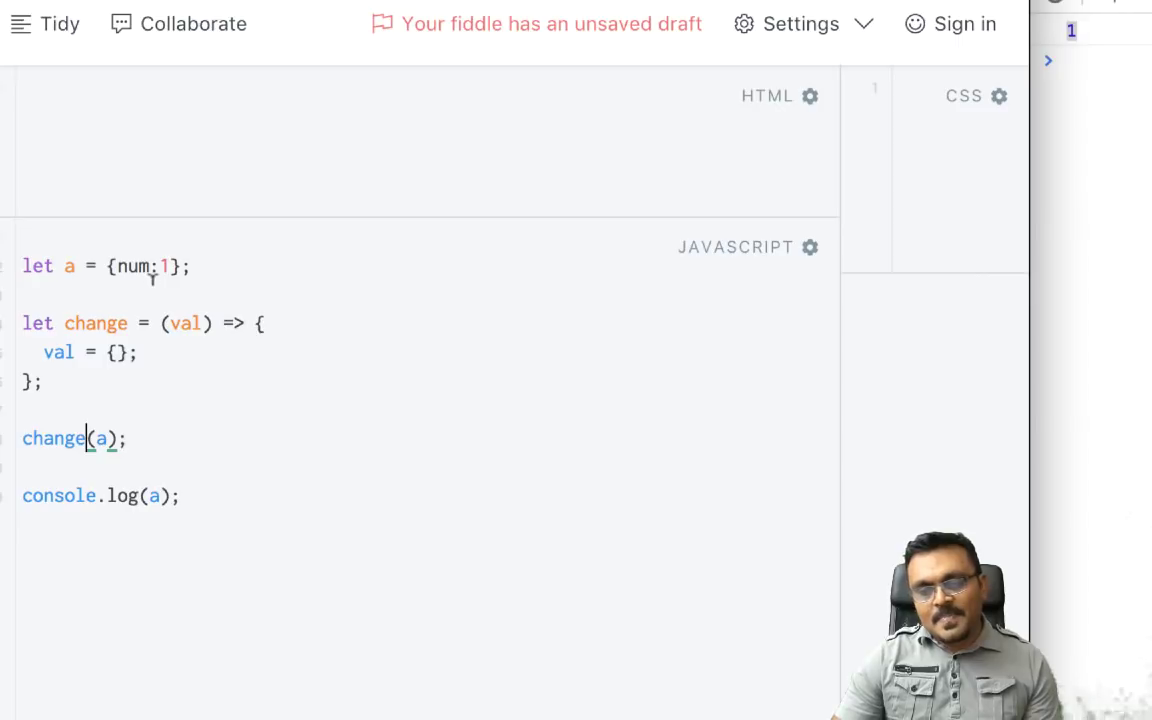 Tidy Collaborate Your fiddle has an unsaved draft Settings Sign in
1
HTML
1
CSS
JAVASCRIPT
let a = {num:1};
let change = (val) => {
val = {};
};
change(a);
console.log(a);